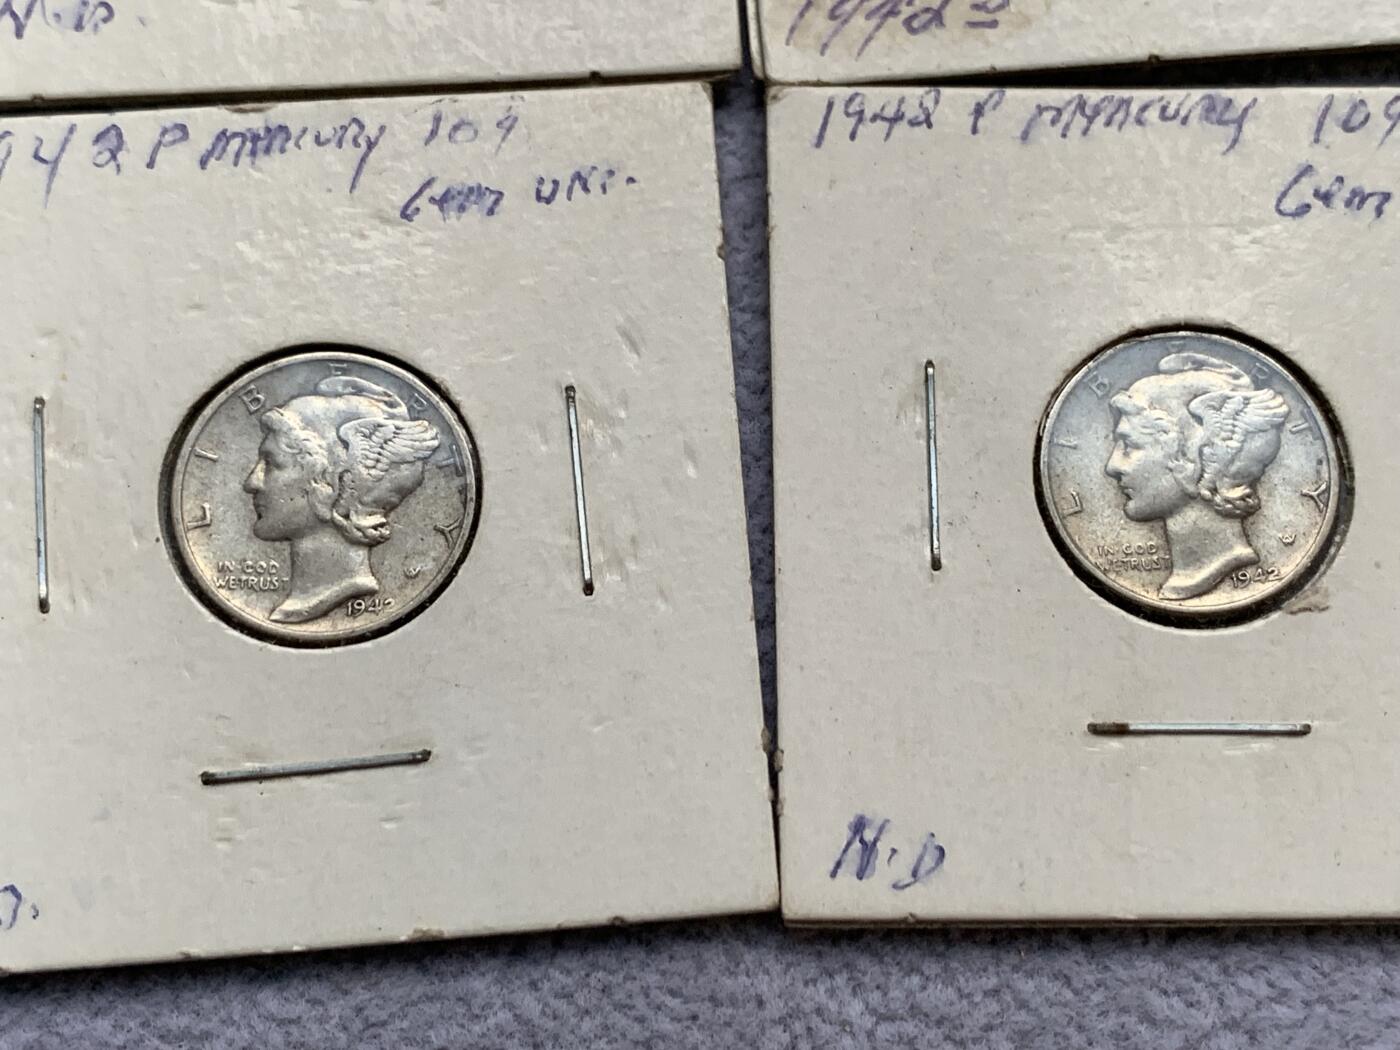 N.D.
1942
942 P Mercury 10¢
Gem Unc.
LIBERTY
IN GOD
WE TRUST
1942
1942 P Mercury 10¢
Gem
LIBERTY
IN GOD
WE TRUST
1942
N.D
D.